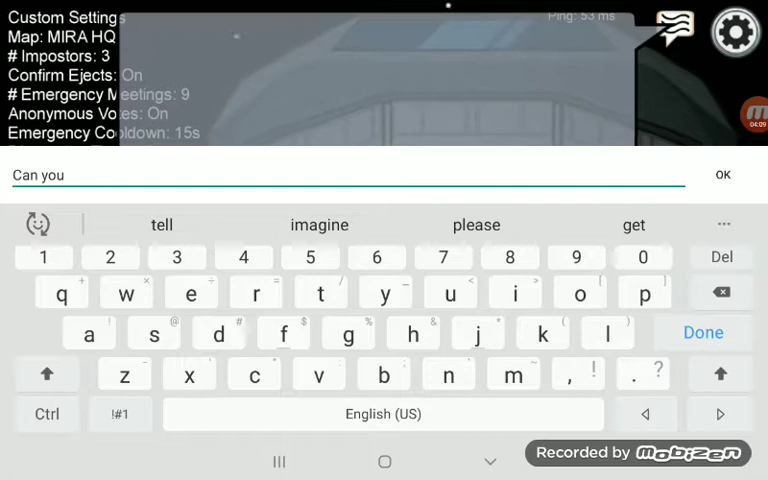 Custom Settings
Ping: 53 ms
Map: MIRA HQ
# Impostors: 3
Confirm Ejects: On
# Emergency Meetings: 9
Anonymous Votes: On
Emergency Cooldown: 15s
04:09
Can you
OK
tell imagine please get ...
1 2 3 4 5 6 7 8 9 0 Del
q + w × e ÷ r = t / y _ u < i > o [ p ]
a ! s @ d # f $ g % h & j * k ( l ) Done
z - x ' c " v : b ; n , m ~ , ! . ?
Ctrl !#1 English (US)
Recorded by mobizen